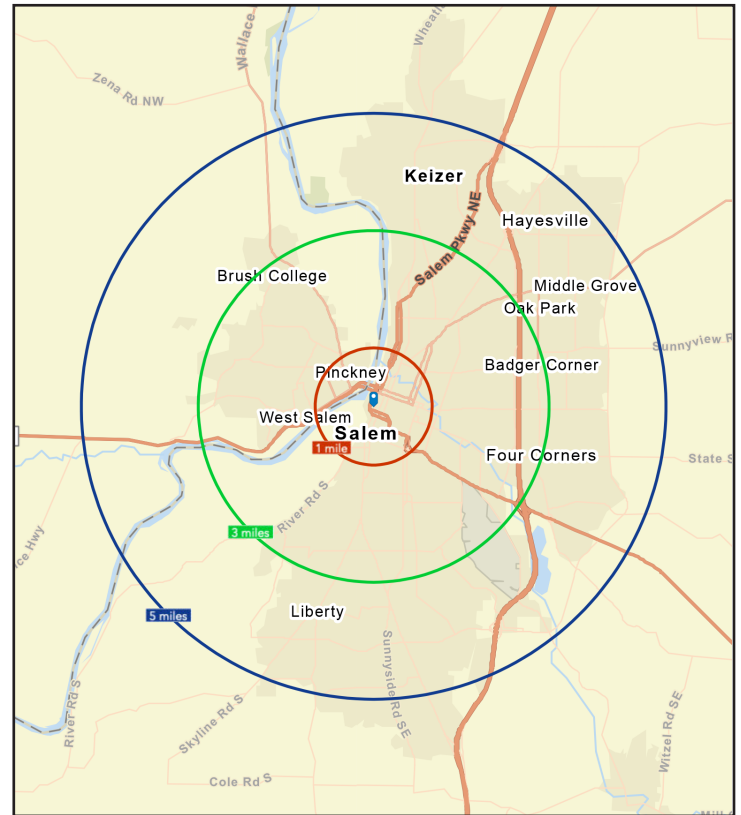 Wallace
Wheatl
Zena Rd NW
Keizer
Salem Pkwy NE
Hayesville
Brush College
Middle Grove
Oak Park
Sunnyview R
Pinckney
Badger Corner
West Salem
Salem
1 mile
Four Corners
State S
River Rd S
3 miles
ce Hwy
Liberty
5 miles
Sunnyside Rd SE
River Rd S
Skyline Rd S
Witzel Rd SE
Cole Rd S